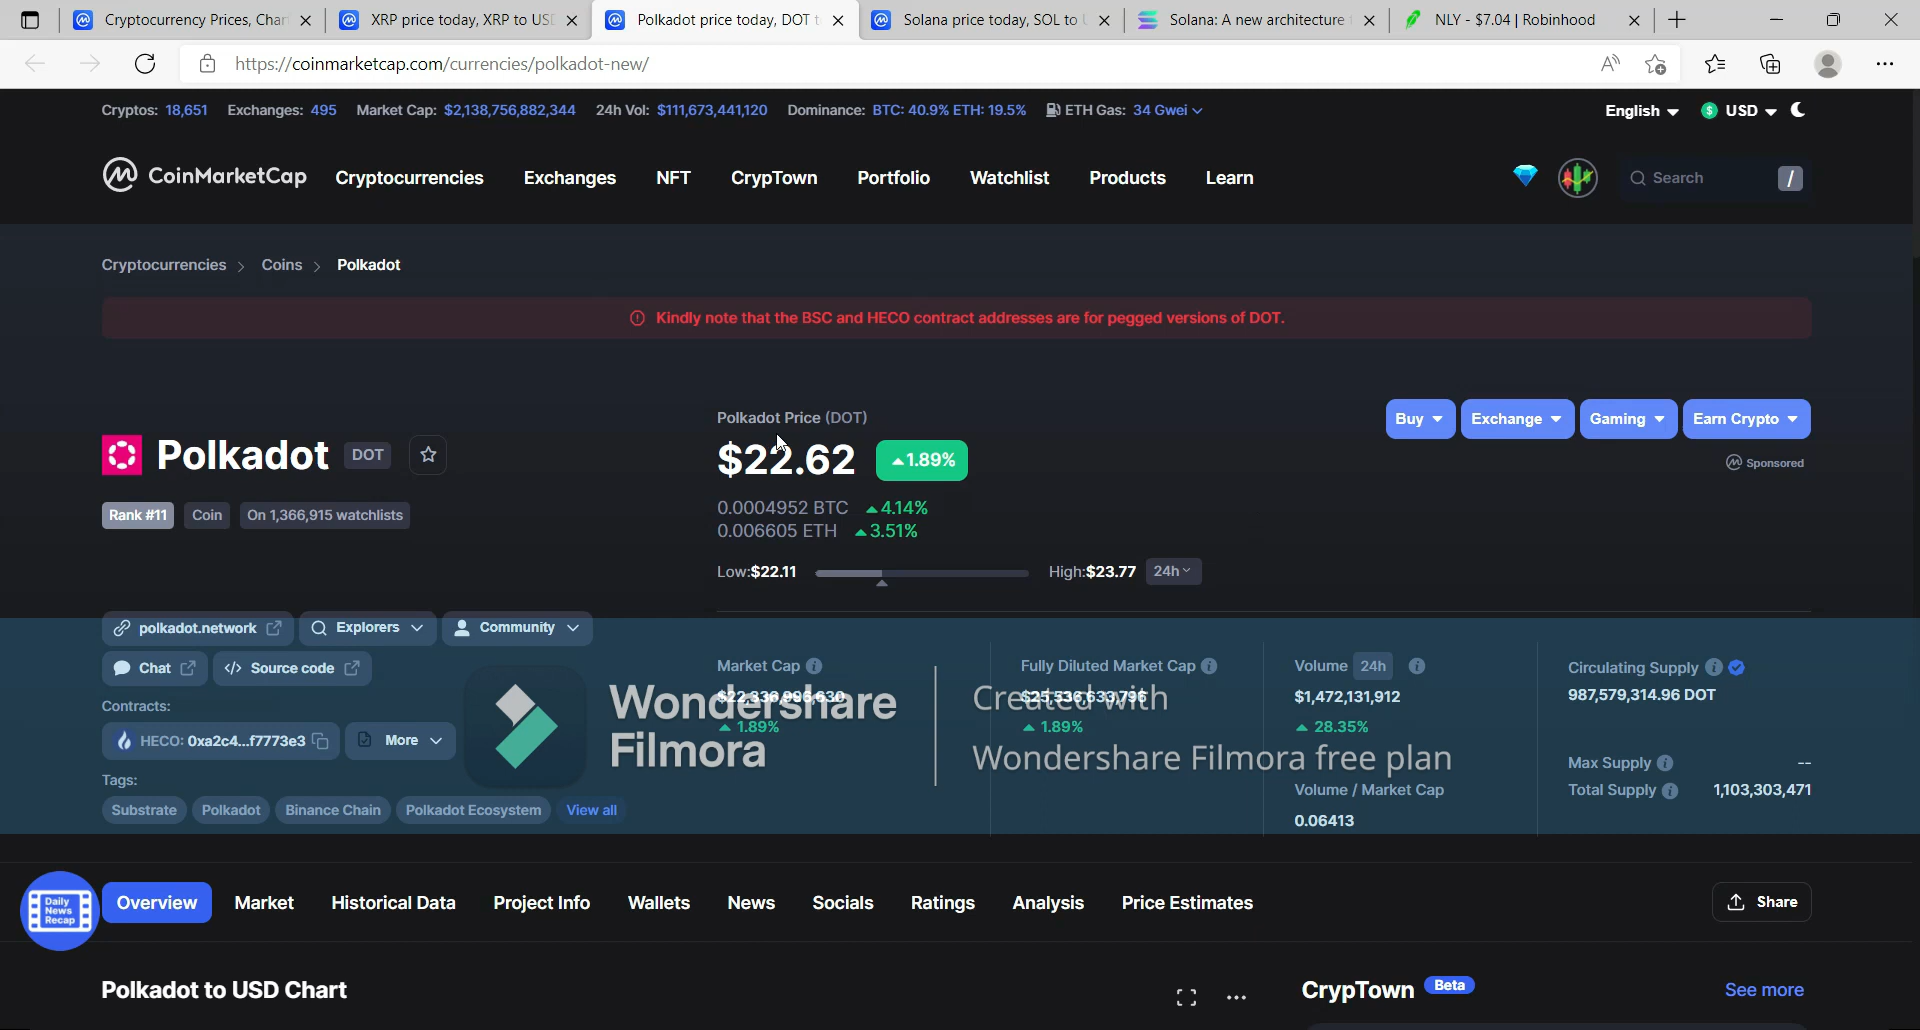 Cryptocurrency Prices, Char
XRP price today, XRP to US
Polkadot price today, DOT t
Solana price today, SOL to
Solana: A new architecture
NLY - $7.04 | Robinhood
https://coinmarketcap.com/currencies/polkadot-new/
Cryptos: 18,651 Exchanges: 495 Market Cap: $2,138,756,882,344 24h Vol: $111,673,441,120 Dominance: BTC: 40.9% ETH: 19.5% ETH Gas: 34 Gwei
English $ USD
CoinMarketCap Cryptocurrencies Exchanges NFT CrypTown Portfolio Watchlist Products Learn Search /
Cryptocurrencies > Coins > Polkadot
Kindly note that the BSC and HECO contract addresses are for pegged versions of DOT.
Polkadot Price (DOT)
Buy Exchange Gaming Earn Crypto
Polkadot DOT
$22.62 1.89%
Sponsored
Rank #11 Coin On 1,366,915 watchlists
0.0004952 BTC 4.14%
0.006605 ETH 3.51%
Low:$22.11 High:$23.77 24h
polkadot.network Explorers Community
Chat </> Source code
Market Cap Fully Diluted Market Cap Volume 24h Circulating Supply
$22,336,996,630 $25,536,633,796 $1,472,131,912 987,579,314.96 DOT
1.89% 1.89% 28.35%
Contracts:
HECO: 0xa2c4...f7773e3 More
Wondershare
Filmora
Created with
Wondershare Filmora free plan
Max Supply --
Volume / Market Cap Total Supply 1,103,303,471
0.06413
Tags:
Substrate Polkadot Binance Chain Polkadot Ecosystem View all
Daily
News
Recap
Overview Market Historical Data Project Info Wallets News Socials Ratings Analysis Price Estimates Share
Polkadot to USD Chart
CrypTown Beta See more